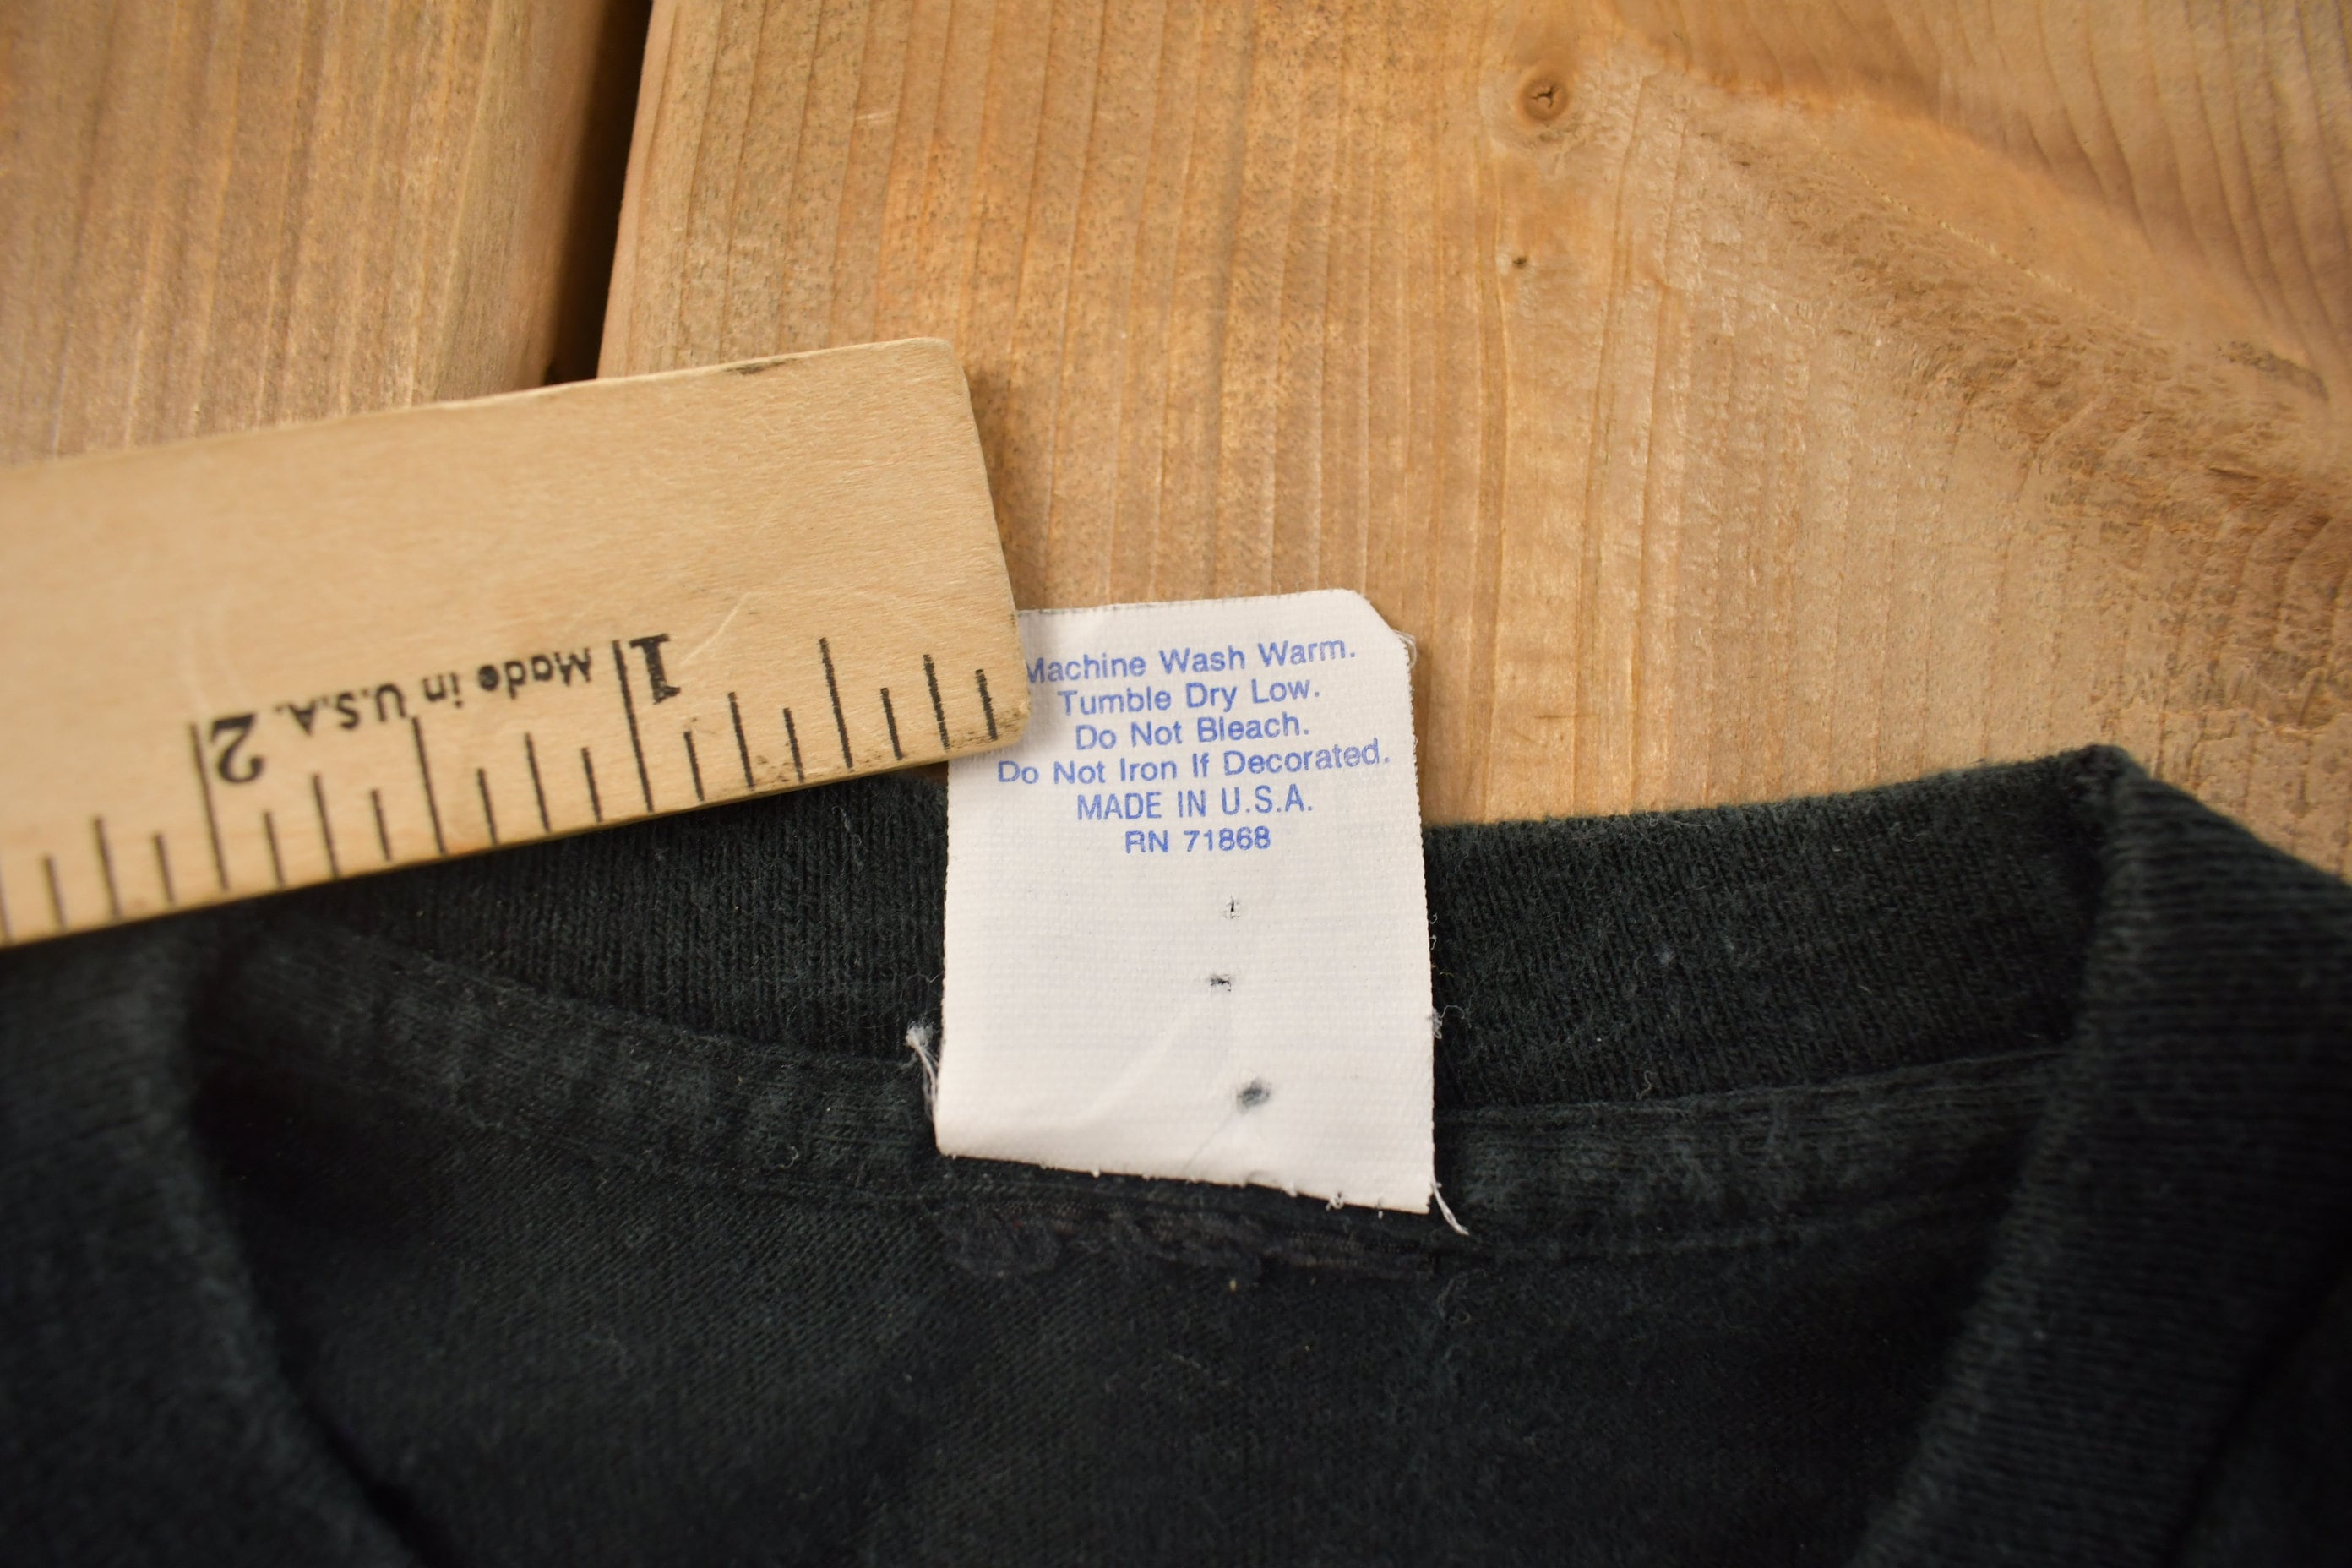 1 Made in U.S.A. 2
Machine Wash Warm.
Tumble Dry Low.
Do Not Bleach.
Do Not Iron If Decorated.
MADE IN U.S.A.
RN 71868